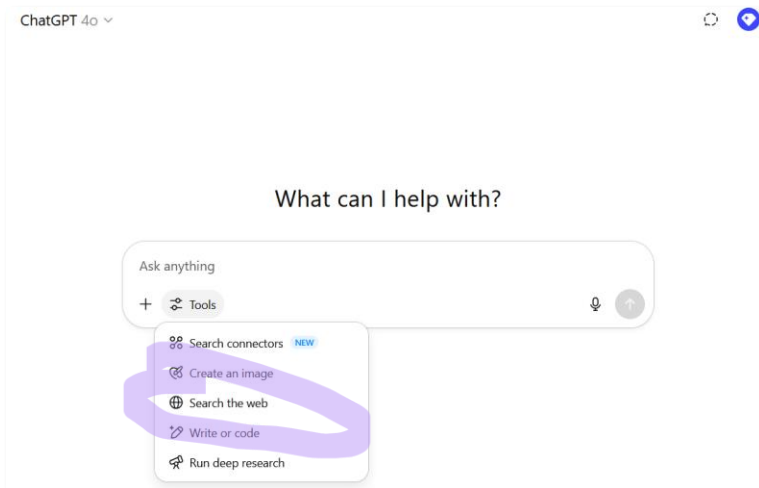 ChatGPT 4o
What can I help with?
Ask anything
Tools
Search connectors NEW
Create an image
Search the web
Write or code
Run deep research